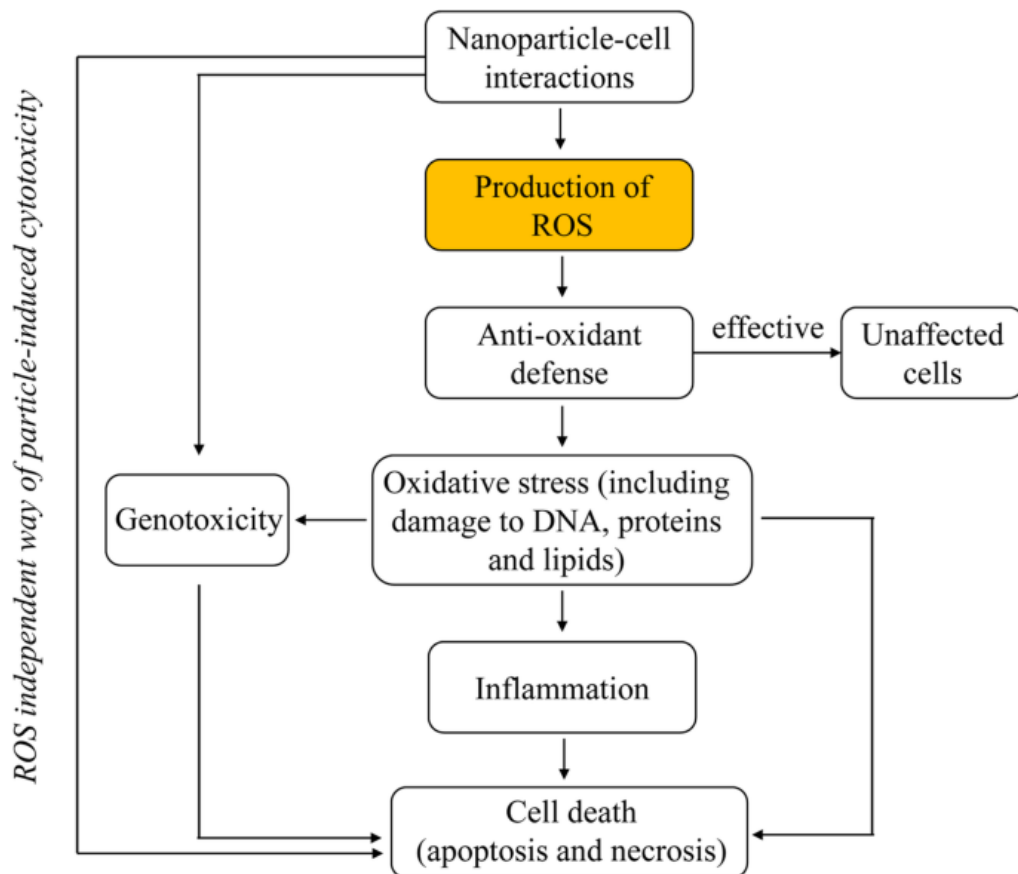 Nanoparticle-cell
interactions
ROS independent way of particle-induced cytotoxicity
Production of
ROS
Anti-oxidant
defense
effective
Unaffected
cells
Genotoxicity
Oxidative stress (including
damage to DNA, proteins
and lipids)
Inflammation
Cell death
(apoptosis and necrosis)